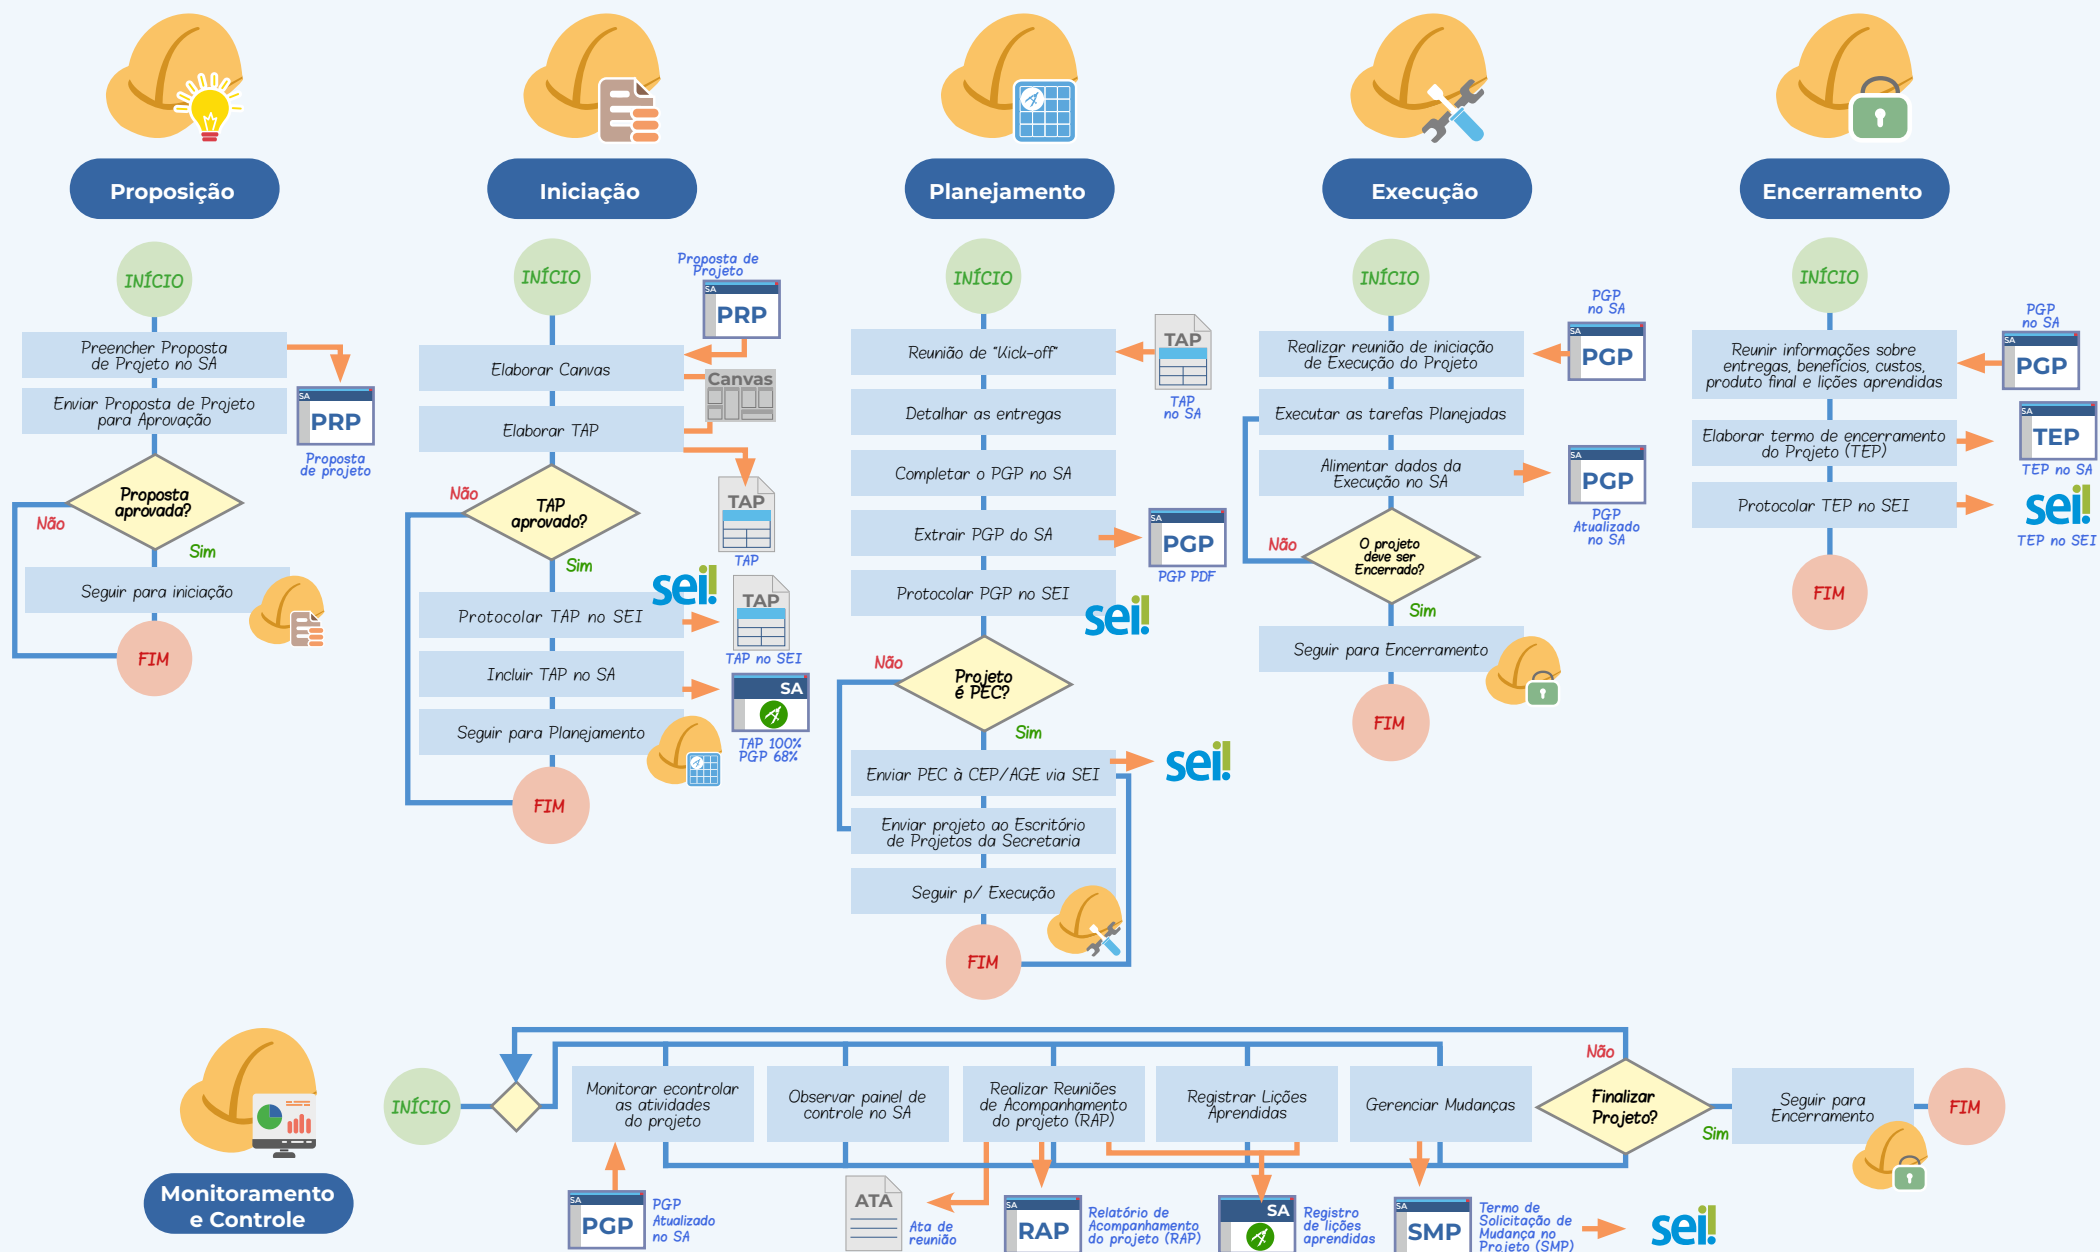 Proposição
INÍCIO
Preencher Proposta
de Projeto no SA
Enviar Proposta de Projeto
para Aprovação
SA
PRP
Proposta
de projeto
Proposta
aprovada?
Não
Sim
Seguir para iniciação
FIM
Iniciação
INÍCIO
Proposta de
Projeto
SA
PRP
Elaborar Canvas
Canvas
Elaborar TAP
TAP
TAP
TAP
aprovado?
Não
Sim
sei!
Protocolar TAP no SEI
TAP
TAP no SEI
Incluir TAP no SA
SA
TAP 100%
PGP 68%
Seguir para Planejamento
FIM
Planejamento
INÍCIO
Reunião de "Kick-off"
TAP
TAP
no SA
Detalhar as entregas
Completar o PGP no SA
Extrair PGP do SA
SA
PGP
PGP PDF
Protocolar PGP no SEI
sei!
Não
Projeto
é PEC?
Sim
Enviar PEC à CEP/AGE via SEI
sei!
Enviar projeto ao Escritório
de Projetos da Secretaria
Seguir p/ Execução
FIM
Execução
INÍCIO
PGP
no SA
SA
PGP
Realizar reunião de iniciação
de Execução do Projeto
Executar as tarefas Planejadas
Alimentar dados da
Execução no SA
SA
PGP
PGP
Atualizado
no SA
Não
O projeto
deve ser
Encerrado?
Sim
Seguir para Encerramento
FIM
Encerramento
INÍCIO
PGP
no SA
SA
PGP
Reunir informações sobre
entregas, benefícios, custos,
produto final e lições aprendidas
Elaborar termo de encerramento
do Projeto (TEP)
SA
TEP
TEP no SA
Protocolar TEP no SEI
sei!
TEP no SEI
FIM
Monitoramento
e Controle
INÍCIO
Monitorar econtrolar
as atividades
do projeto
SA
PGP
PGP
Atualizado
no SA
Observar painel de
controle no SA
Realizar Reuniões
de Acompanhamento
do projeto (RAP)
ATA
Ata de
reunião
SA
RAP
Relatório de
Acompanhamento
do projeto (RAP)
Registrar Lições
Aprendidas
SA
Registro
de lições
aprendidas
Gerenciar Mudanças
SA
SMP
Termo de
Solicitação de
Mudança no
Projeto (SMP)
sei!
Não
Finalizar
Projeto?
Sim
Seguir para
Encerramento
FIM